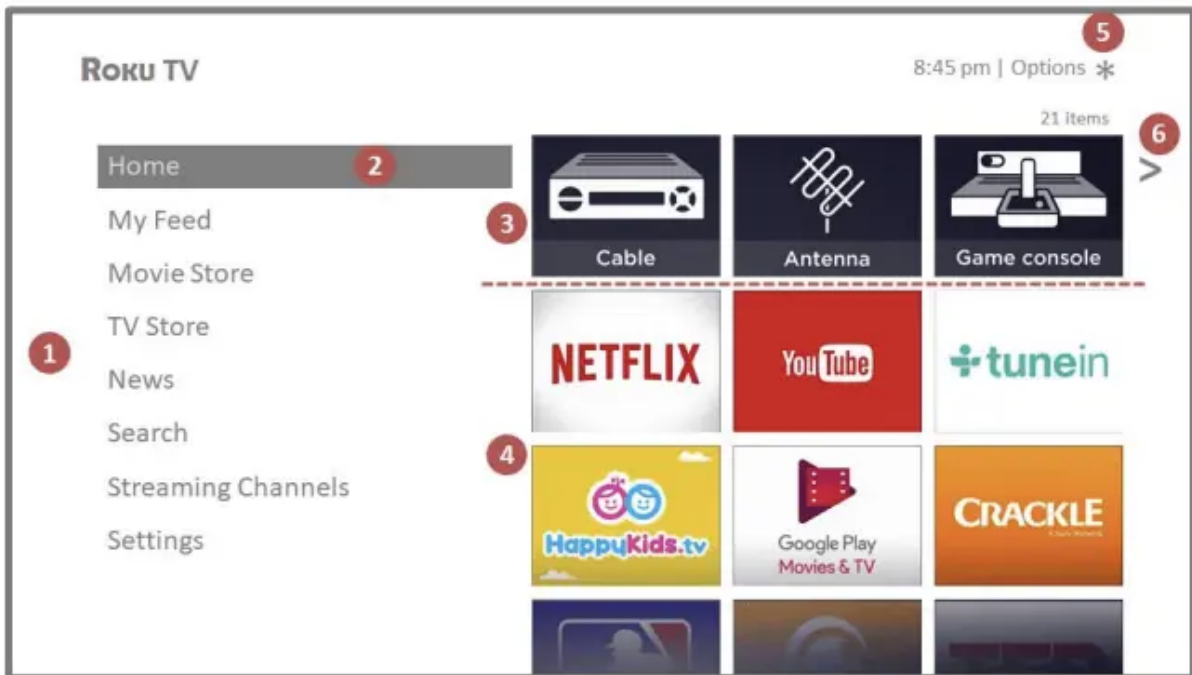 5
ROKU TV
8:45 pm | Options *
21 items
6
>
Home 2
My Feed
Movie Store
TV Store
1
News
Search
Streaming Channels
Settings
3
Cable
Antenna
Game console
NETFLIX
YouTube
tunein
4
HappyKids.tv
Google Play
Movies & TV
CRACKLE